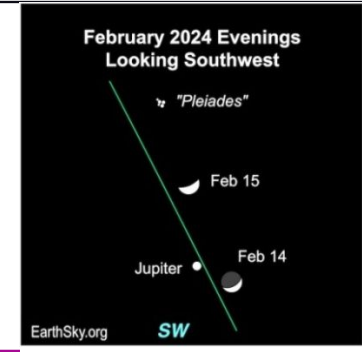 February 2024 Evenings
Looking Southwest
"Pleiades"
Feb 15
Feb 14
Jupiter
EarthSky.org
SW